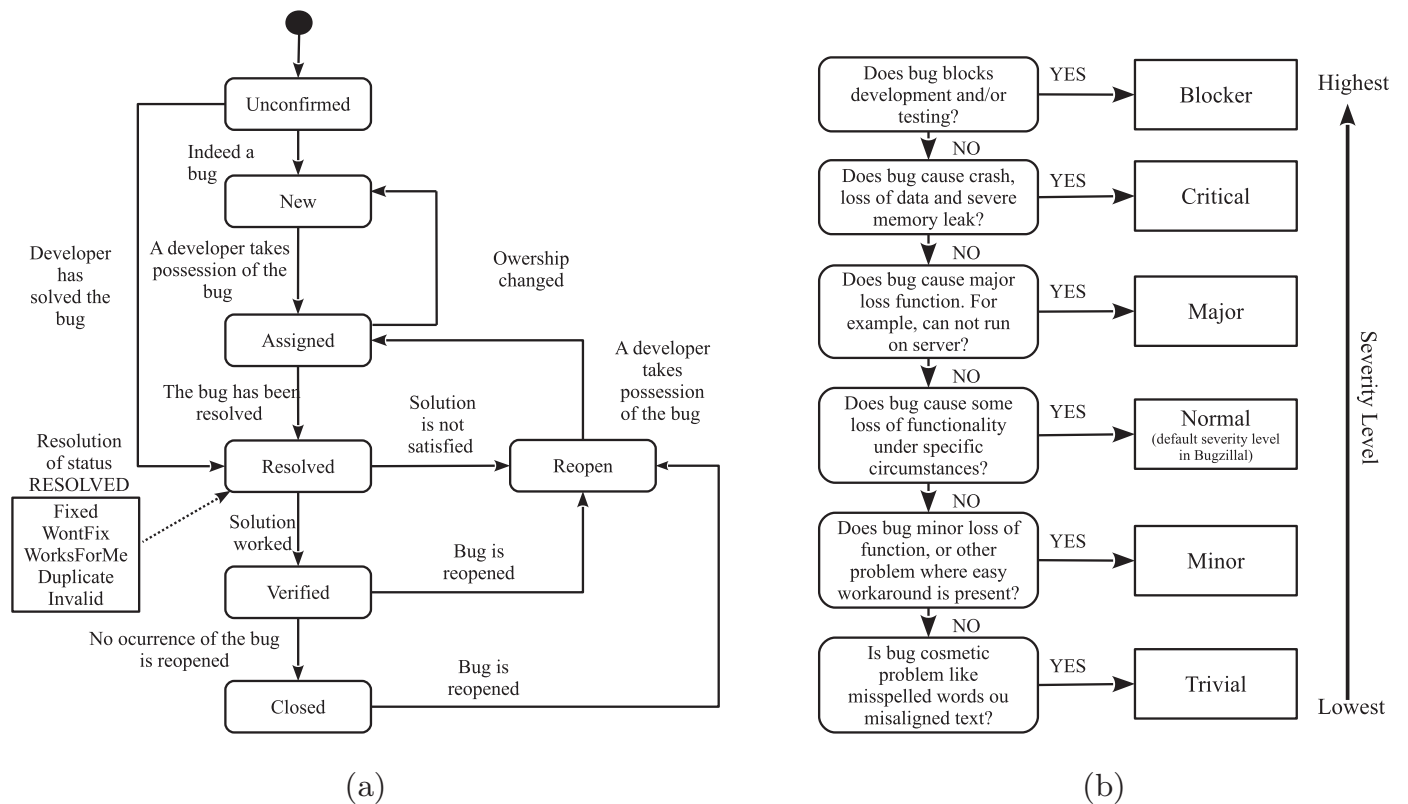 Unconfirmed
Indeed a
bug
New
Developer
has
solved the
bug
A developer takes
possession of the
bug
Owership
changed
Assigned
The bug has been
resolved
A developer
takes
possession
of the bug
Solution
is not
satisfied
Resolution
of status
RESOLVED
Resolved
Reopen
Fixed
WontFix
WorksForMe
Duplicate
Invalid
Solution
worked
Bug is
reopened
Verified
No ocurrence of the bug
is reopened
Bug is
reopened
Closed
(a)
Does bug blocks
development and/or
testing?
YES
Blocker
NO
Does bug cause crash,
loss of data and severe
memory leak?
YES
Critical
NO
Does bug cause major
loss function. For
example, can not run
on server?
YES
Major
NO
Does bug cause some
loss of functionality
under specific
circumstances?
YES
Normal
(default severity level
in Bugzillal)
NO
Does bug minor loss of
function, or other
problem where easy
workaround is present?
YES
Minor
NO
Is bug cosmetic
problem like
misspelled words ou
misaligned text?
YES
Trivial
Highest
Severity Level
Lowest
(b)